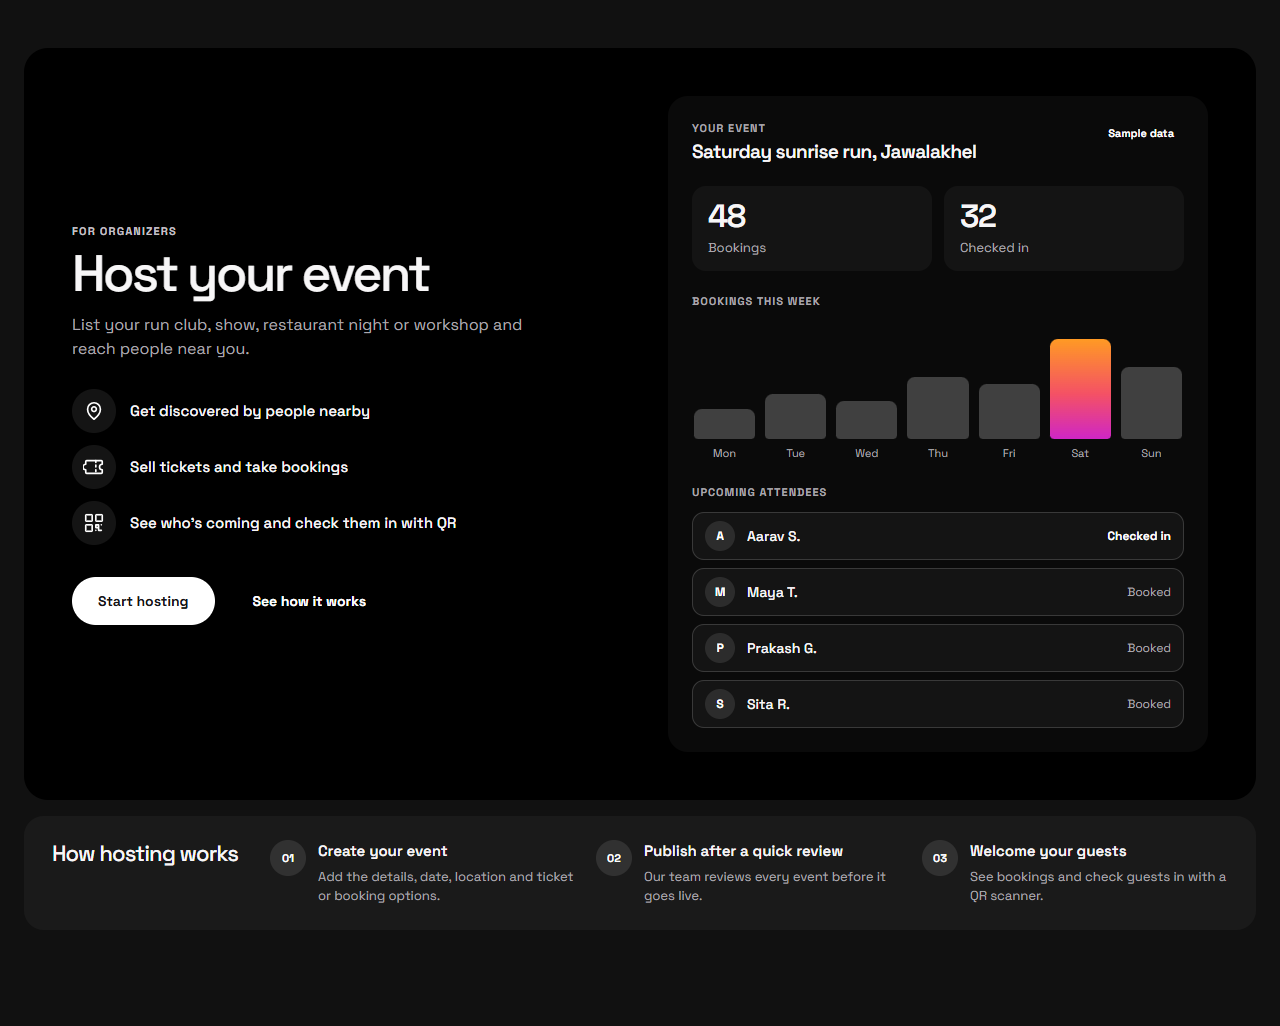 FOR ORGANIZERS
Host your event
List your run club, show, restaurant night or workshop and
reach people near you.
Get discovered by people nearby
Sell tickets and take bookings
See who's coming and check them in with QR
Start hosting
See how it works
YOUR EVENT
Saturday sunrise run, Jawalakhel
Sample data
48
Bookings
32
Checked in
BOOKINGS THIS WEEK
Mon
Tue
Wed
Thu
Fri
Sat
Sun
UPCOMING ATTENDEES
A
Aarav S.
Checked in
M
Maya T.
Booked
P
Prakash G.
Booked
S
Sita R.
Booked
How hosting works
01
Create your event
Add the details, date, location and ticket
or booking options.
02
Publish after a quick review
Our team reviews every event before it
goes live.
03
Welcome your guests
See bookings and check guests in with a
QR scanner.